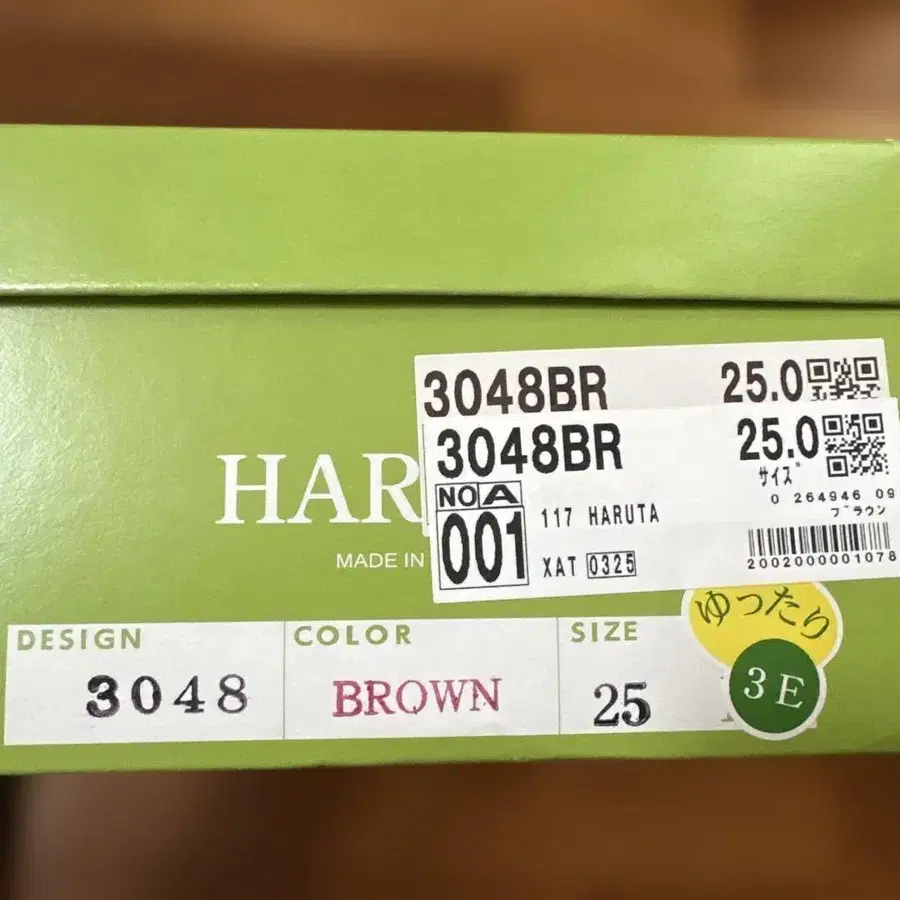 3048BR 25.0
3048BR 25.0
サイズ
NO A
001
117 HARUTA
XAT 0325
0 264946 09
ブラウン
2002000001078
HAR
MADE IN
DESIGN
3048
COLOR
BROWN
SIZE
25
ゆったり
3E